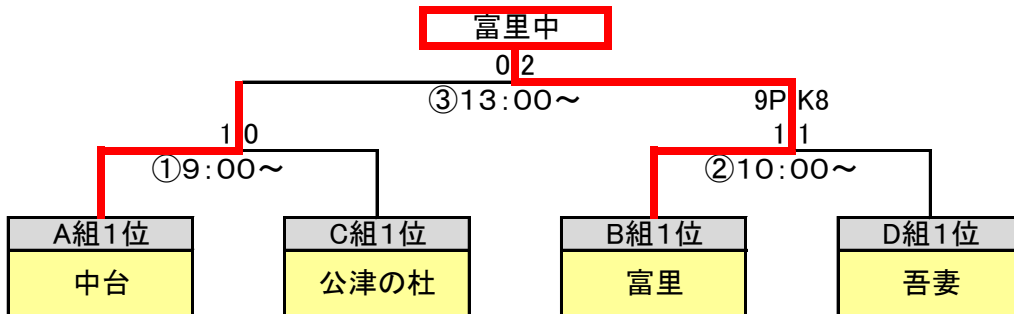 富里中
0 2
③13:00～
9PK8
1 0
1 1
①9:00～
②10:00～
A組1位
C組1位
B組1位
D組1位
中台
公津の杜
富里
吾妻